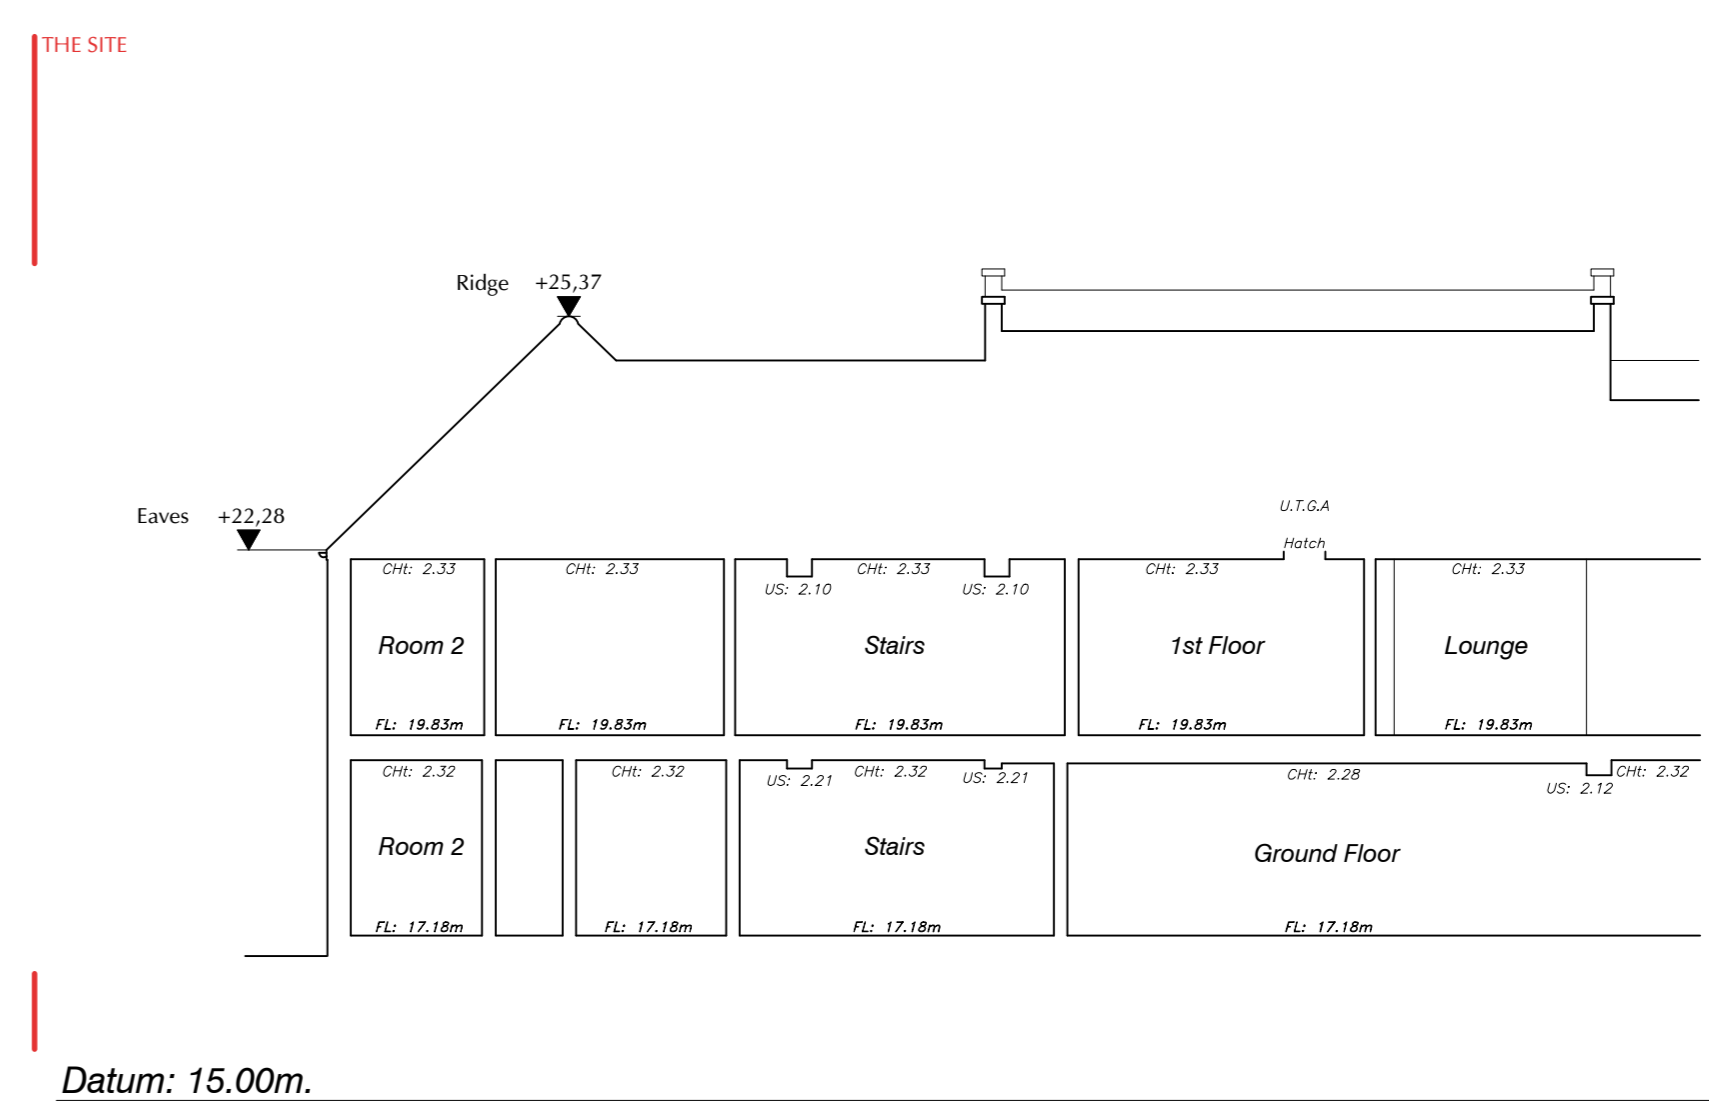 THE SITE
Ridge +25,37
Eaves +22,28
U.T.G.A
Hatch
CHt: 2.33 CHt: 2.33 CHt: 2.33 CHt: 2.33 CHt: 2.33
US: 2.10 US: 2.10
Room 2 Stairs 1st Floor Lounge
FL: 19.83m FL: 19.83m FL: 19.83m FL: 19.83m FL: 19.83m
CHt: 2.32 CHt: 2.32 CHt: 2.32 CHt: 2.28 CHt: 2.32
US: 2.21 US: 2.21 US: 2.12
Room 2 Stairs Ground Floor
FL: 17.18m FL: 17.18m FL: 17.18m FL: 17.18m
Datum: 15.00m.